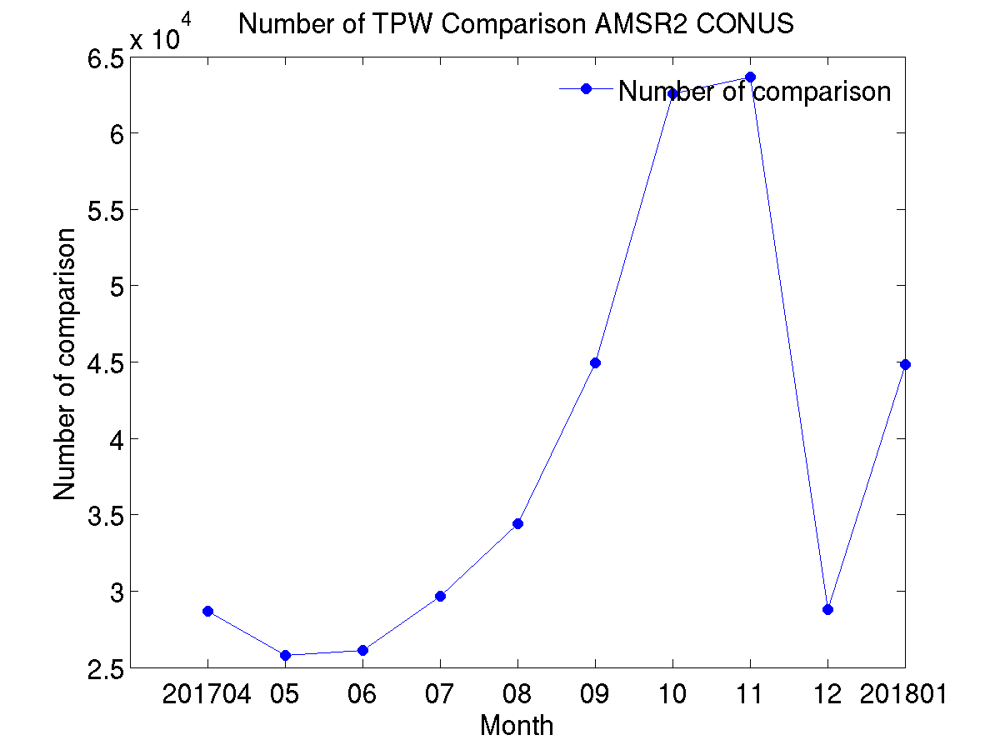 Number of TPW Comparison AMSR2 CONUS
x 10^4
Number of comparison
6.5
6
5.5
5
4.5
4
3.5
3
2.5
Number of comparison
201704 05 06 07 08 09 10 11 12 201801
Month